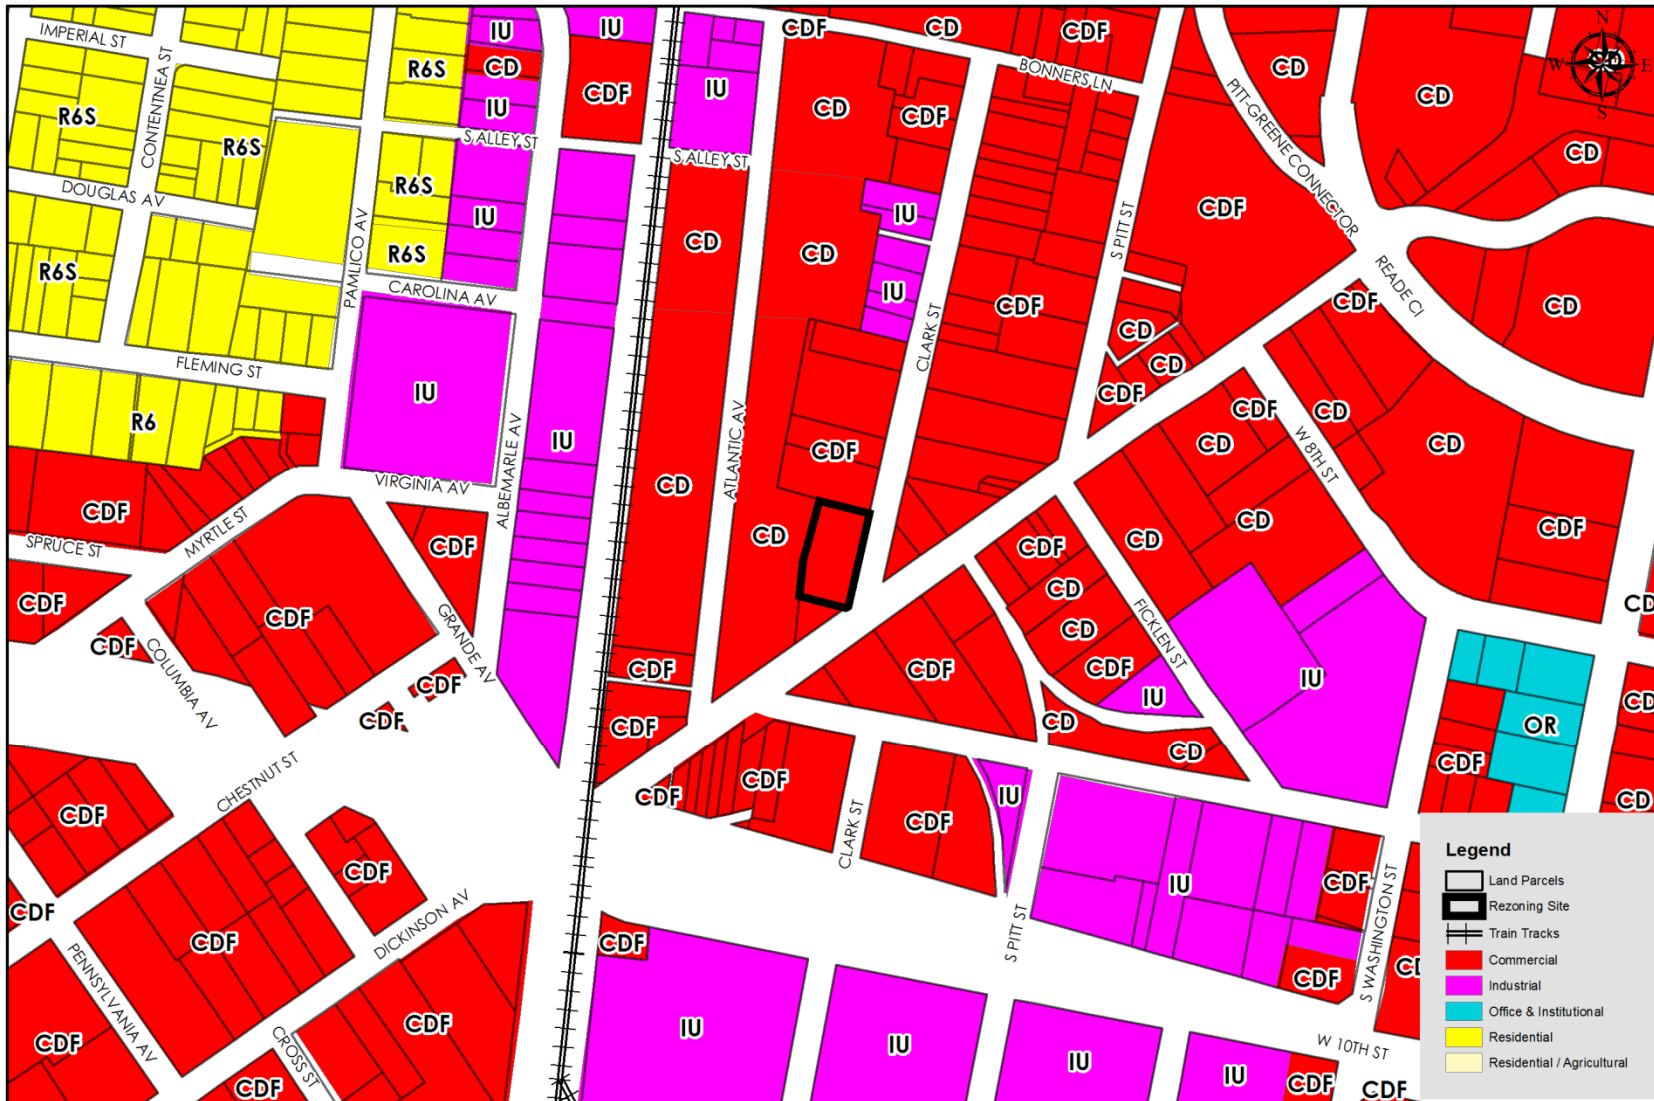 IMPERIAL ST
CONTENTNEA ST
R6S
R6S
R6S
IU
CD
IU
IU
CDF
IU
CDF
CD
CDF
BONNERS LN
CD
CD
N
W
E
S
S ALLEY ST
S ALLEY ST
CD
CDF
PITT-GREENE CONNECTOR
CD
DOUGLAS AV
R6S
IU
PAMLICO AV
R6S
R6S
CAROLINA AV
CD
CD
IU
IU
S PITT ST
CDF
CDF
READE CI
CDF
CD
CD
CD
CDF
FLEMING ST
R6
IU
ALBEMARLE AV
IU
ATLANTIC AV
CLARK ST
CDF
CDF
CD
CD
W 8TH ST
CD
VIRGINIA AV
CDF
MYRTLE ST
SPRUCE ST
CDF
CD
CD
CDF
CD
CD
CDF
CDF
CDF
CDF
COLUMBIA AV
GRANDE AV
CDF
CDF
CDF
CDF
CDF
CD
CD
CDF
FICKLEN ST
IU
CD
CD
IU
CD
CD
CD
OR
CDF
CHESTNUT ST
CDF
CDF
CDF
CLARK ST
CDF
IU
S PITT ST
IU
CDF
S WASHINGTON ST
CDF
CDF
CDF
CDF
DICKINSON AV
PENNSYLVANIA AV
CDF
CDF
CROSS ST
CDF
CDF
IU
IU
IU
IU
CDF
CDF
W 10TH ST
Legend
Land Parcels
Rezoning Site
Train Tracks
Commercial
Industrial
Office & Institutional
Residential
Residential / Agricultural